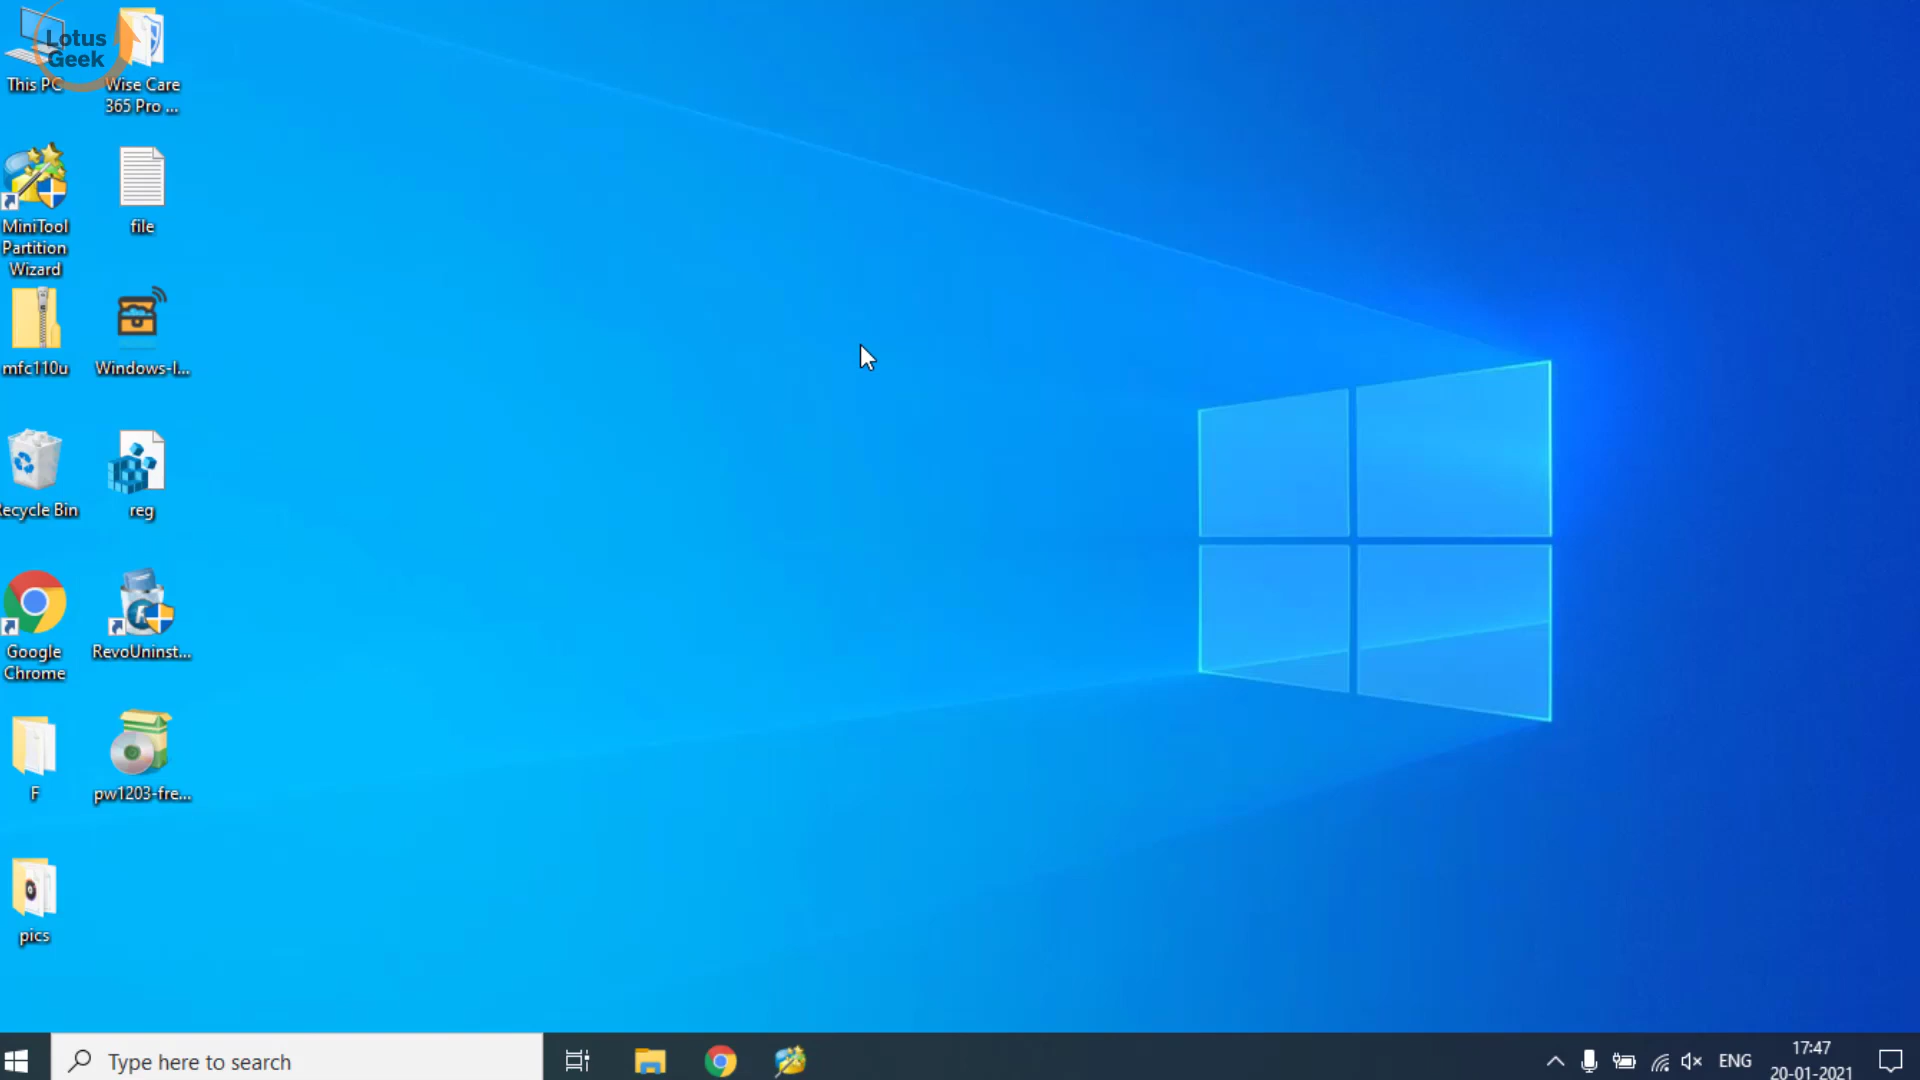 Lotus
Geek
This PC
Wise Care
365 Pro ...
MiniTool
Partition
Wizard
file
mfc110u
Windows-I...
Recycle Bin
reg
Google
Chrome
RevoUninst...
F
pw1203-fre...
pics
Type here to search
ENG
17:47
20-01-2021